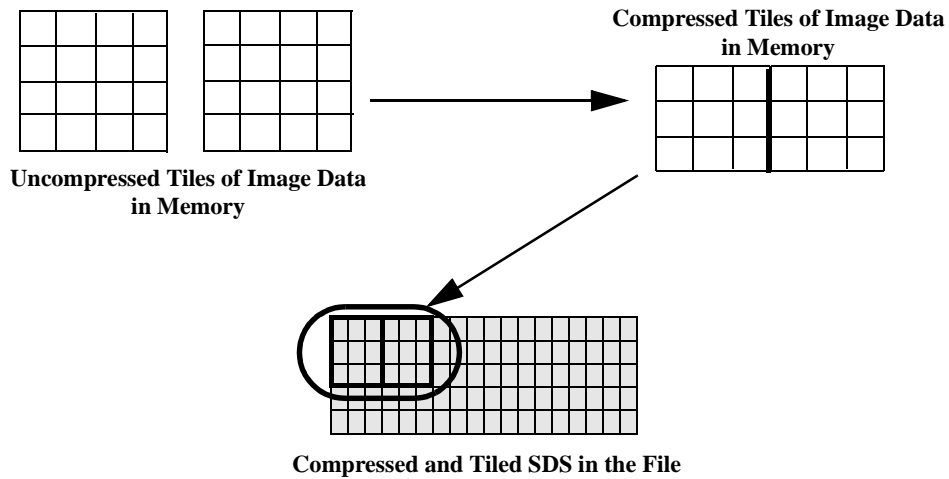 Compressed Tiles of Image Data
in Memory
Uncompressed Tiles of Image Data
in Memory
Compressed and Tiled SDS in the File